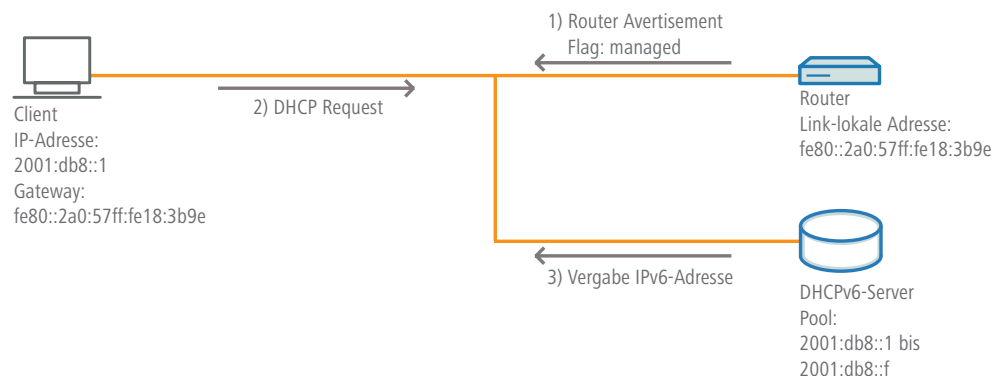 1) Router Avertisement
Flag: managed
2) DHCP Request
Client
IP-Adresse:
2001:db8::1
Gateway:
fe80::2a0:57ff:fe18:3b9e
Router
Link-lokale Adresse:
fe80::2a0:57ff:fe18:3b9e
3) Vergabe IPv6-Adresse
DHCPv6-Server
Pool:
2001:db8::1 bis
2001:db8::f